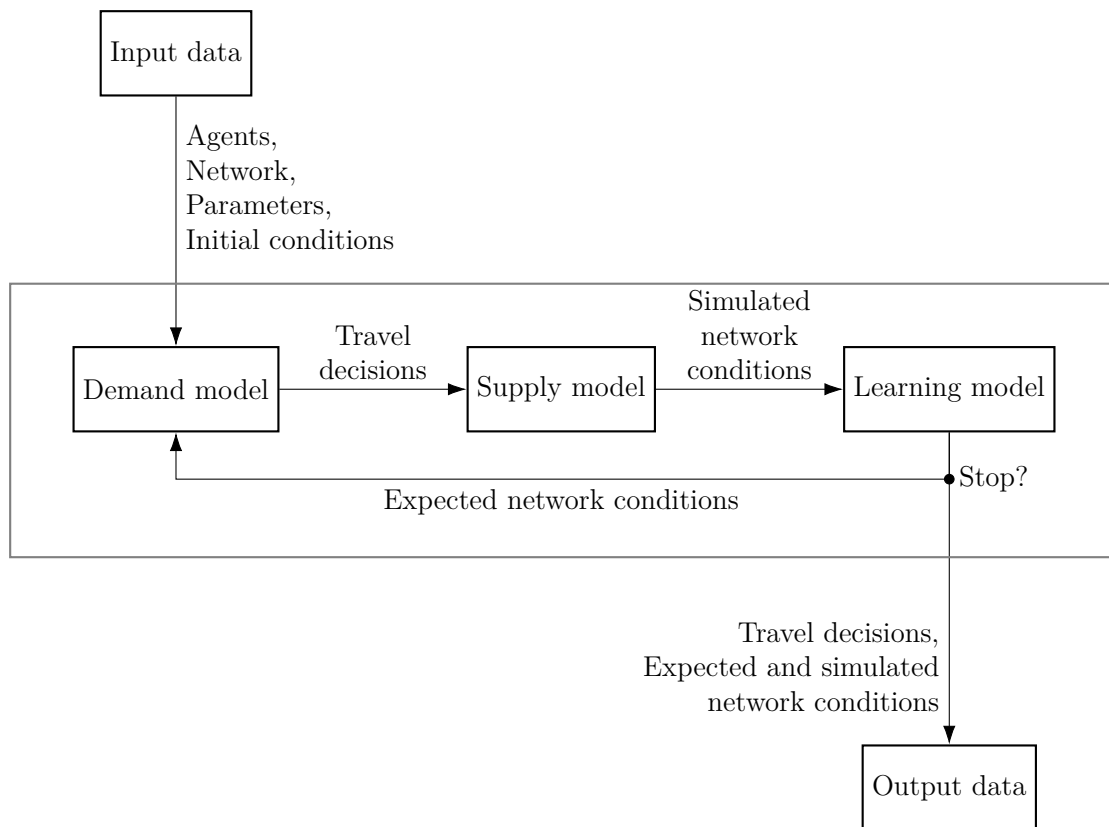 Input data
Agents,
Network,
Parameters,
Initial conditions
Demand model
Travel
decisions
Supply model
Simulated
network
conditions
Learning model
Stop?
Expected network conditions
Travel decisions,
Expected and simulated
network conditions
Output data